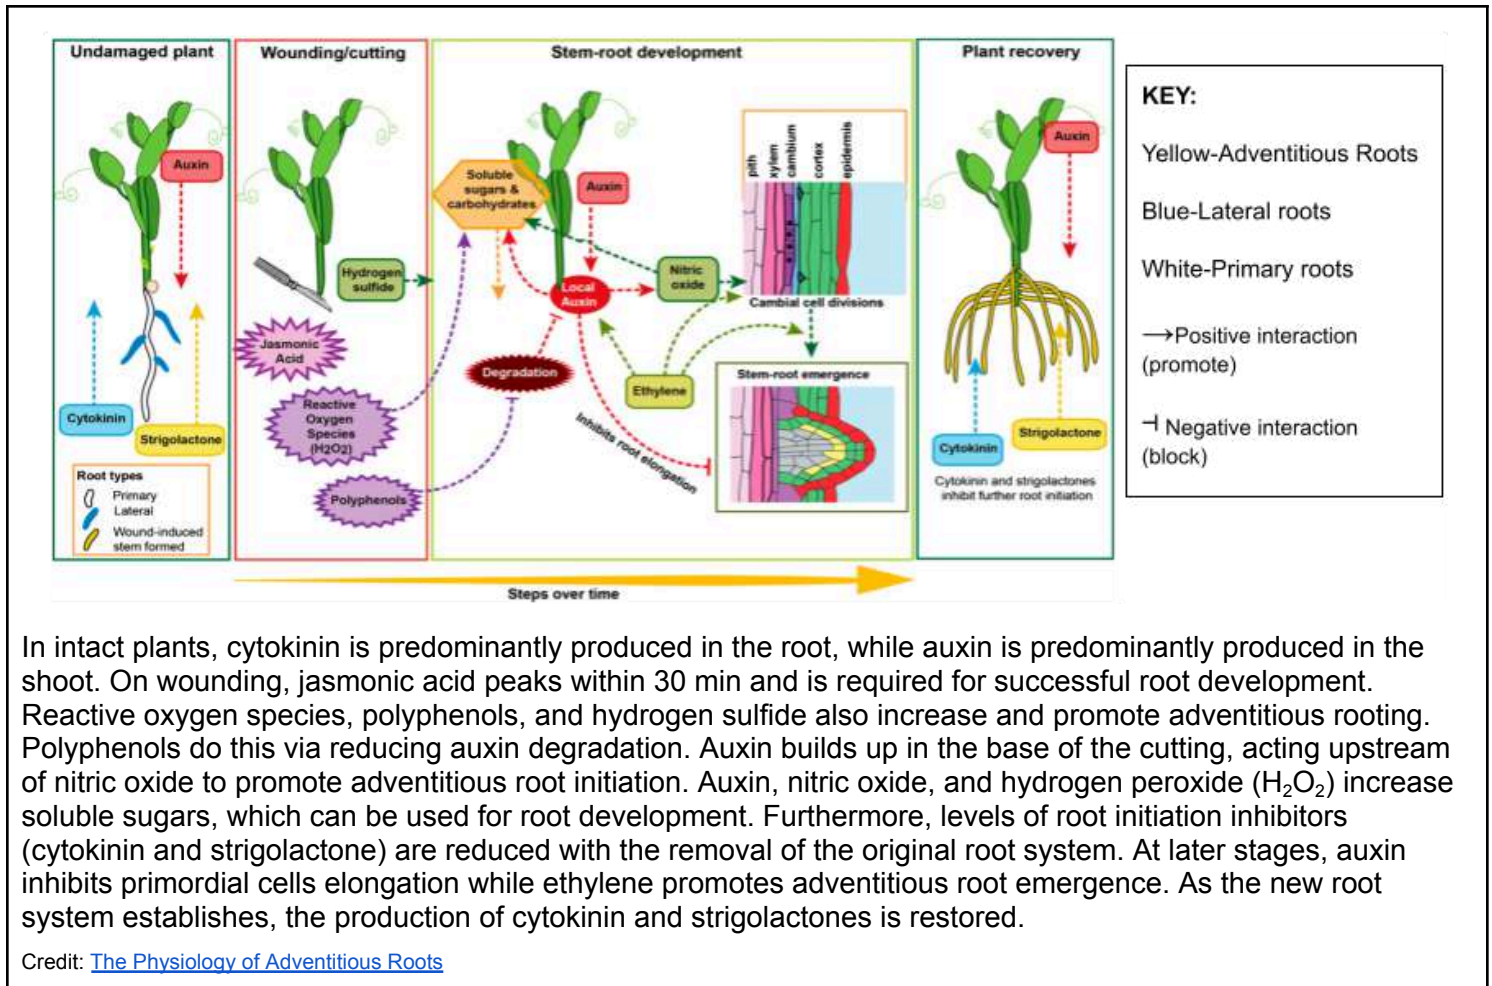 Undamaged plant
Auxin
Cytokinin
Strigolactone
Root types
Primary
Lateral
Wound-induced
stem formed
Wounding/cutting
Hydrogen
sulfide
Jasmonic
Acid
Reactive
Oxygen
Species
(H2O2)
Polyphenols
Stem-root development
Soluble
sugars &
carbohydrates
Auxin
Local
Auxin
Nitric
oxide
Degradation
Ethylene
Inhibits root elongation
pith
xylem
cambium
cortex
epidermis
Cambial cell divisions
Stem-root emergence
Plant recovery
Auxin
Cytokinin
Strigolactone
Cytokinin and strigolactones
inhibit further root initiation
Steps over time
KEY:
Yellow-Adventitious Roots
Blue-Lateral roots
White-Primary roots
→Positive interaction
(promote)
⊣ Negative interaction
(block)
In intact plants, cytokinin is predominantly produced in the root, while auxin is predominantly produced in the
shoot. On wounding, jasmonic acid peaks within 30 min and is required for successful root development.
Reactive oxygen species, polyphenols, and hydrogen sulfide also increase and promote adventitious rooting.
Polyphenols do this via reducing auxin degradation. Auxin builds up in the base of the cutting, acting upstream
of nitric oxide to promote adventitious root initiation. Auxin, nitric oxide, and hydrogen peroxide (H₂O₂) increase
soluble sugars, which can be used for root development. Furthermore, levels of root initiation inhibitors
(cytokinin and strigolactone) are reduced with the removal of the original root system. At later stages, auxin
inhibits primordial cells elongation while ethylene promotes adventitious root emergence. As the new root
system establishes, the production of cytokinin and strigolactones is restored.
Credit: The Physiology of Adventitious Roots